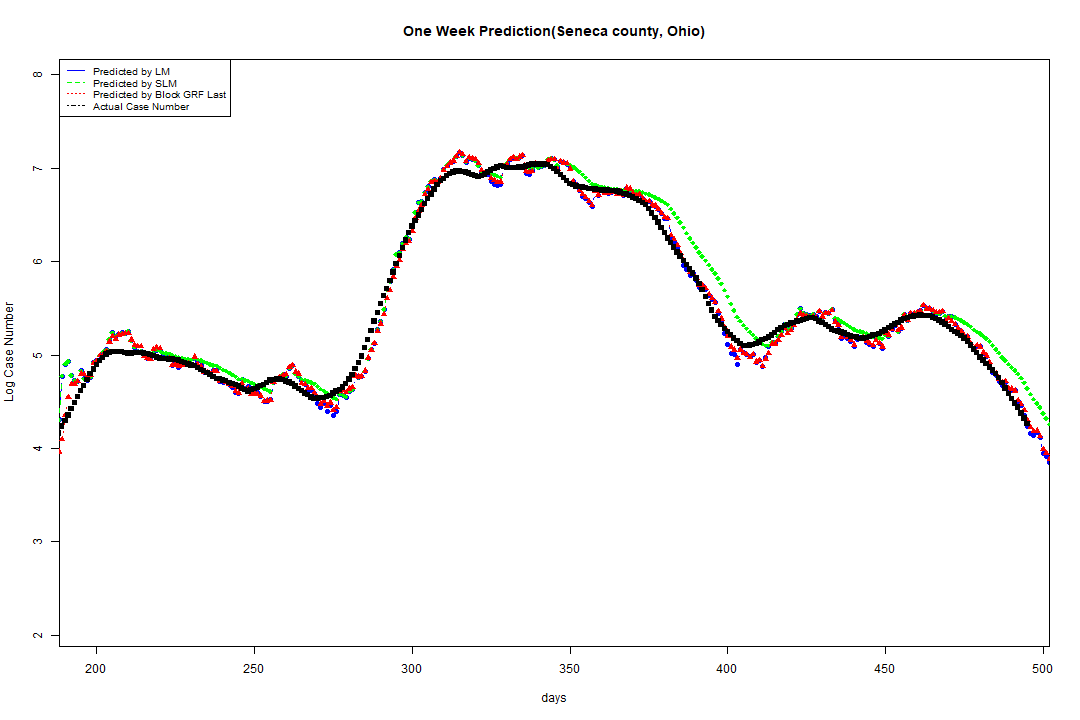 One Week Prediction(Seneca county, Ohio)
Predicted by LM
Predicted by SLM
Predicted by Block GRF Last
Actual Case Number
Log Case Number
8
7
6
5
4
3
2
200 250 300 350 400 450 500
days